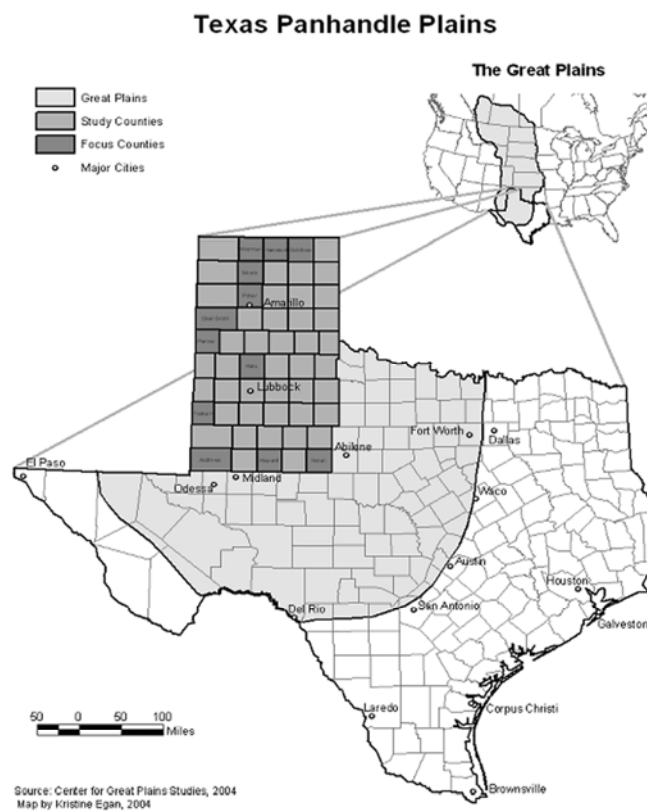 Texas Panhandle Plains
The Great Plains
Great Plains
Study Counties
Focus Counties
Major Cities
Amarillo
Lubbock
Fort Worth
Dallas
Abilene
El Paso
Midland
Odessa
Waco
Austin
Houston
San Antonio
Del Rio
Galveston
Laredo
Corpus Christi
Brownsville
50 0 50 100
Miles
Source: Center for Great Plains Studies, 2004
Map by Kristine Egan, 2004